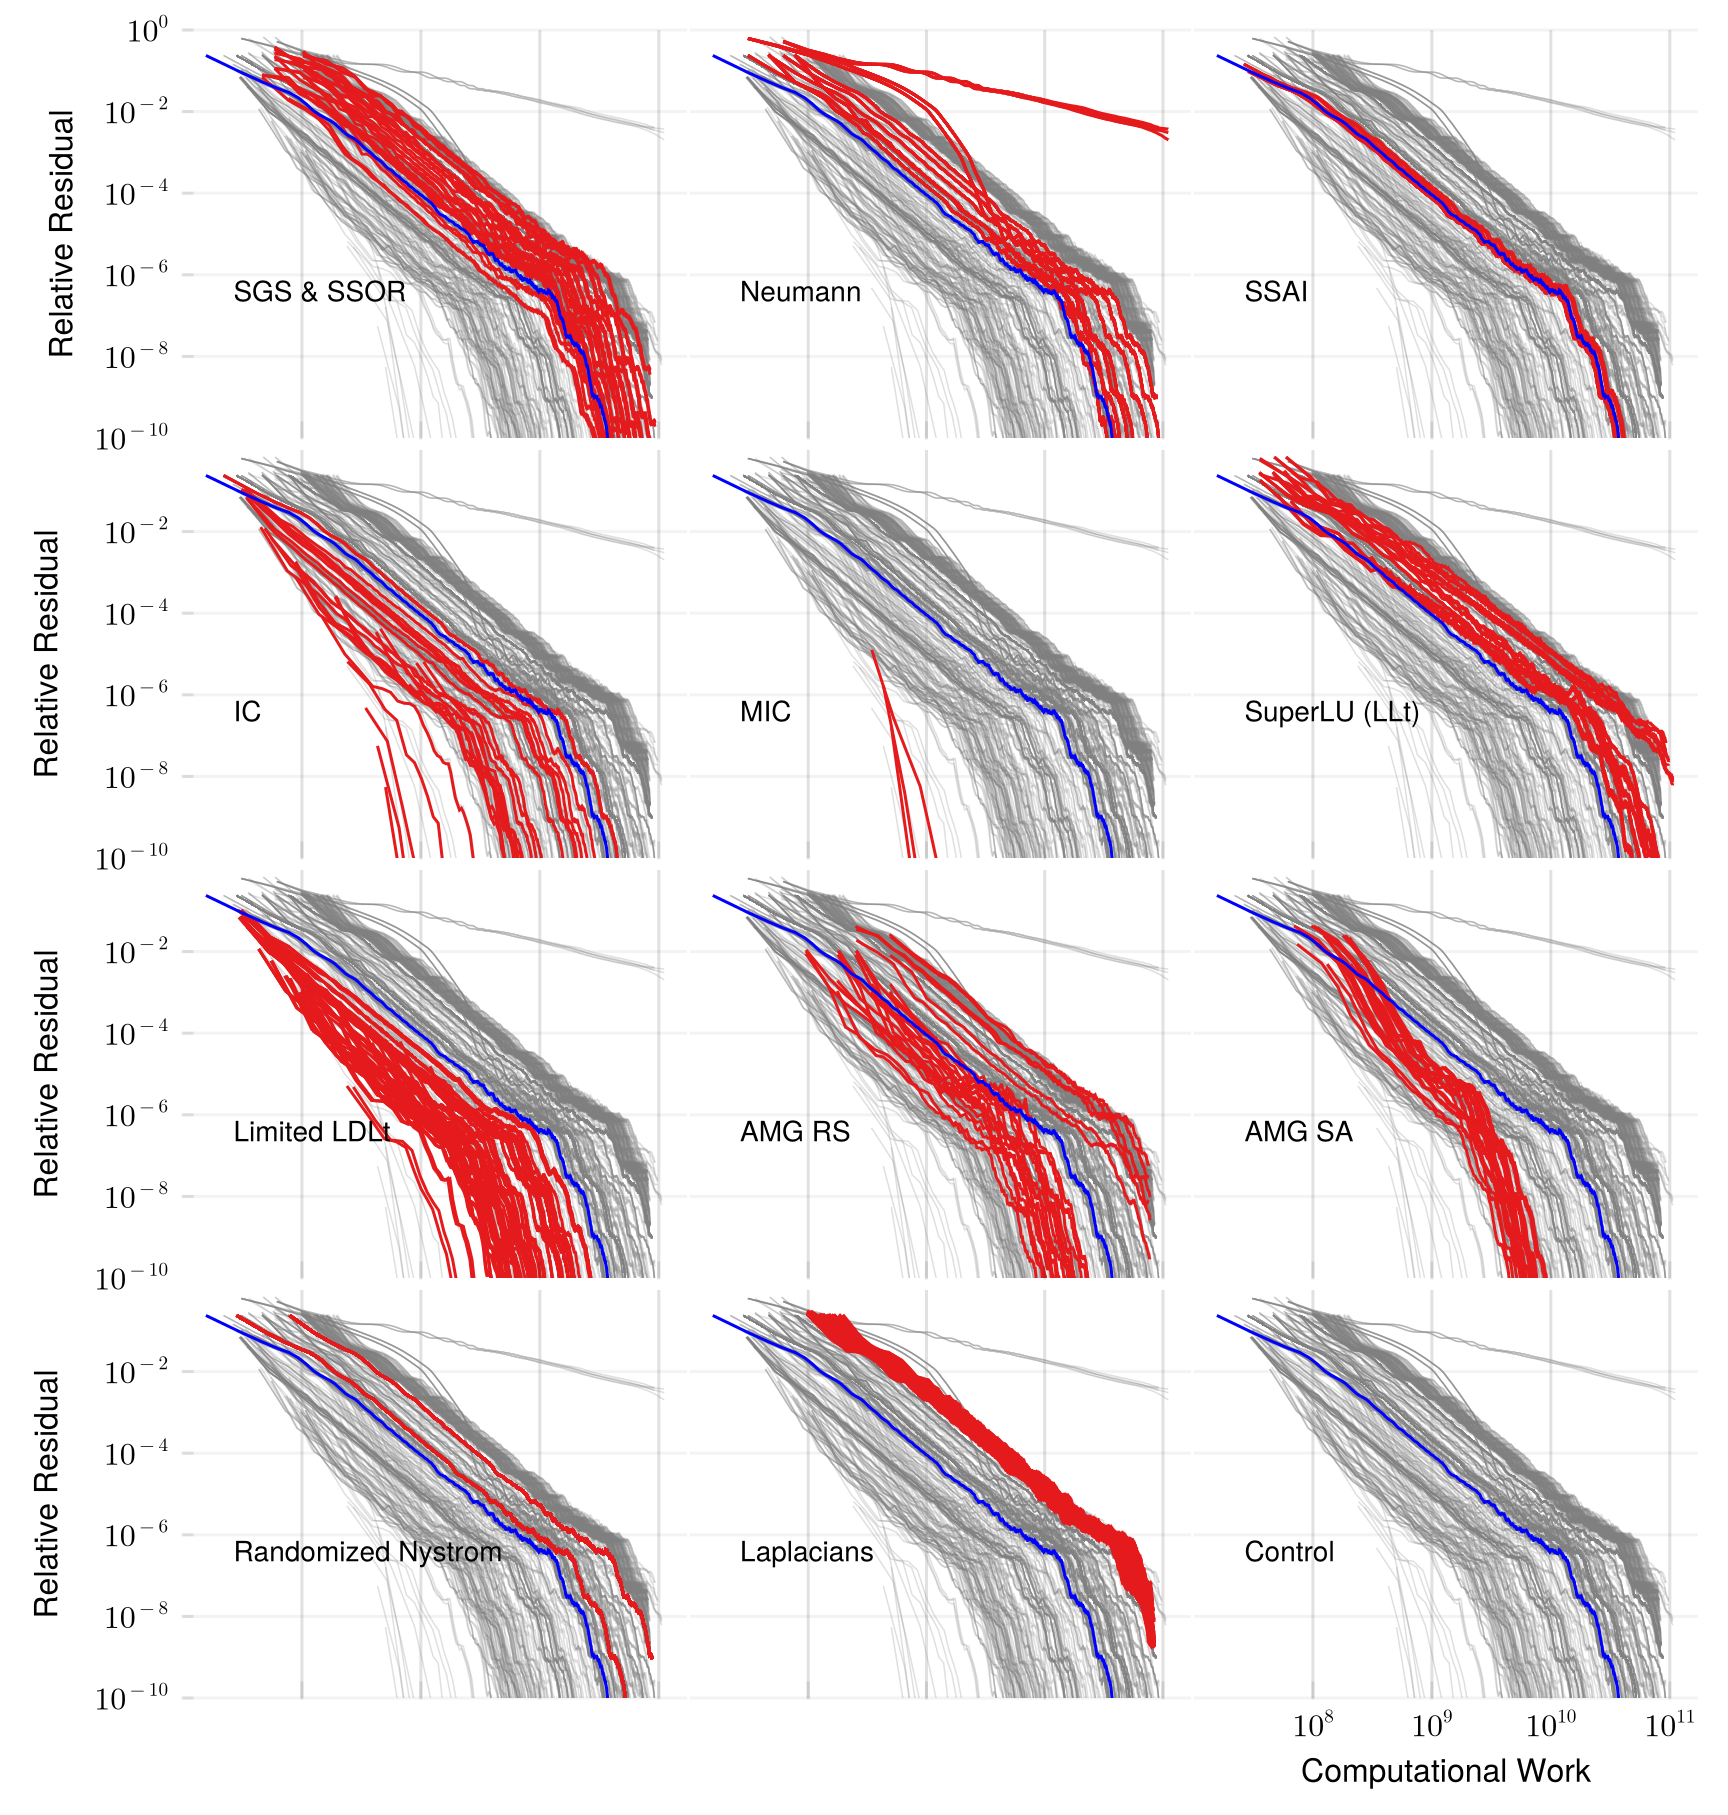 10^0
10^−2
10^−4
10^−6
10^−8
10^−10
Relative Residual
SGS & SSOR
Neumann
SSAI
10^−2
10^−4
10^−6
10^−8
10^−10
Relative Residual
IC
MIC
SuperLU (LLt)
10^−2
10^−4
10^−6
10^−8
10^−10
Relative Residual
Limited LDLt
AMG RS
AMG SA
10^−2
10^−4
10^−6
10^−8
10^−10
Relative Residual
Randomized Nystrom
Laplacians
Control
10^8 10^9 10^10 10^11
Computational Work